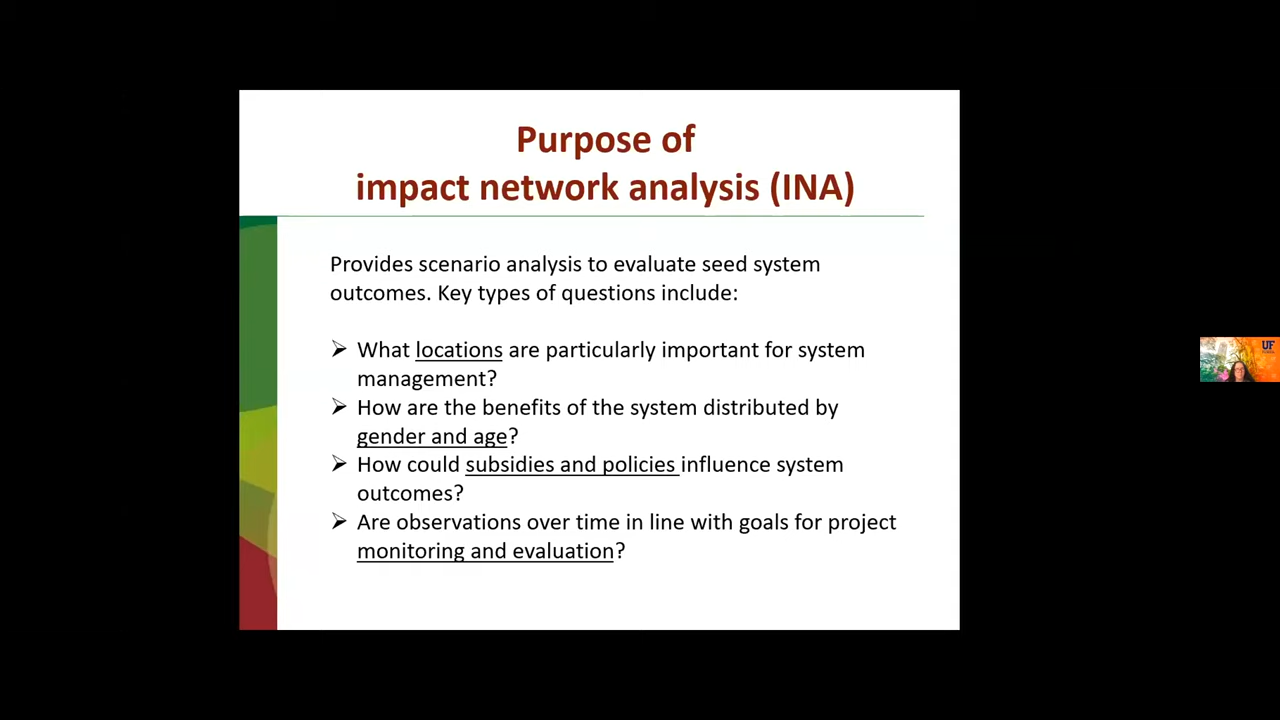 Purpose of
impact network analysis (INA)
Provides scenario analysis to evaluate seed system
outcomes. Key types of questions include:
➢ What locations are particularly important for system
management?
➢ How are the benefits of the system distributed by
gender and age?
➢ How could subsidies and policies influence system
outcomes?
➢ Are observations over time in line with goals for project
monitoring and evaluation?
UF